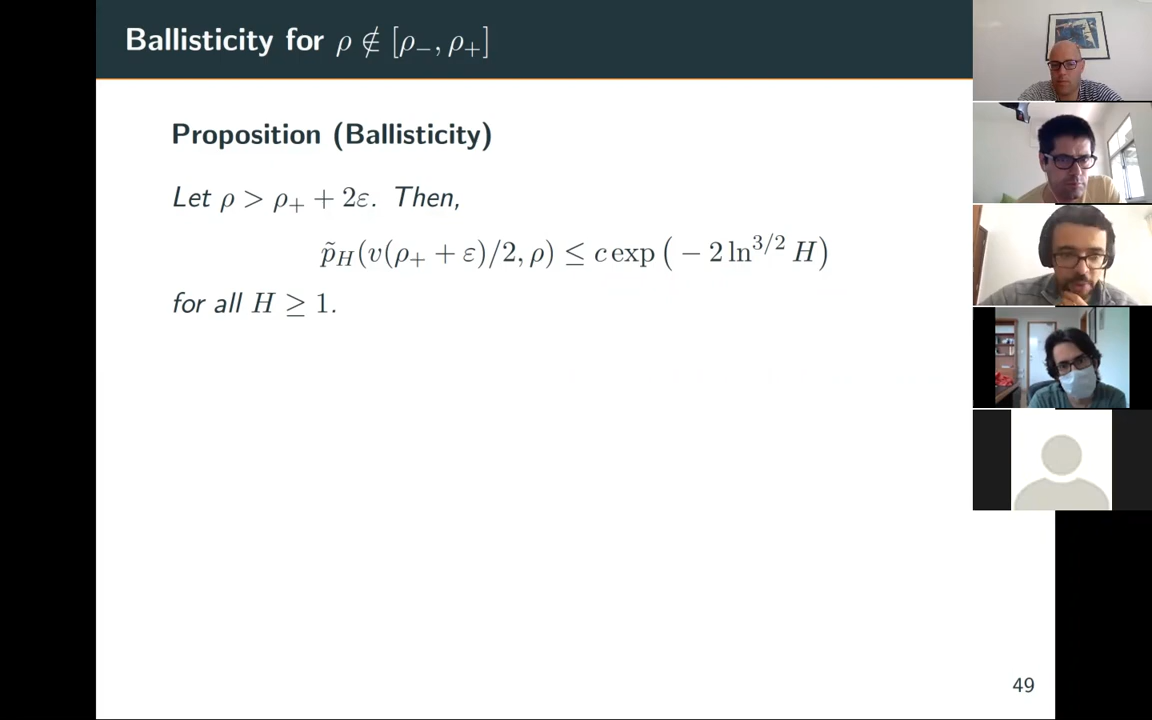 Ballisticity for ρ ∉ [ρ₋, ρ₊]
Proposition (Ballisticity)
Let ρ > ρ₊ + 2ε. Then,
p̃_H(v(ρ₊ + ε)/2, ρ) ≤ c exp ( − 2 ln^{3/2} H)
for all H ≥ 1.
49